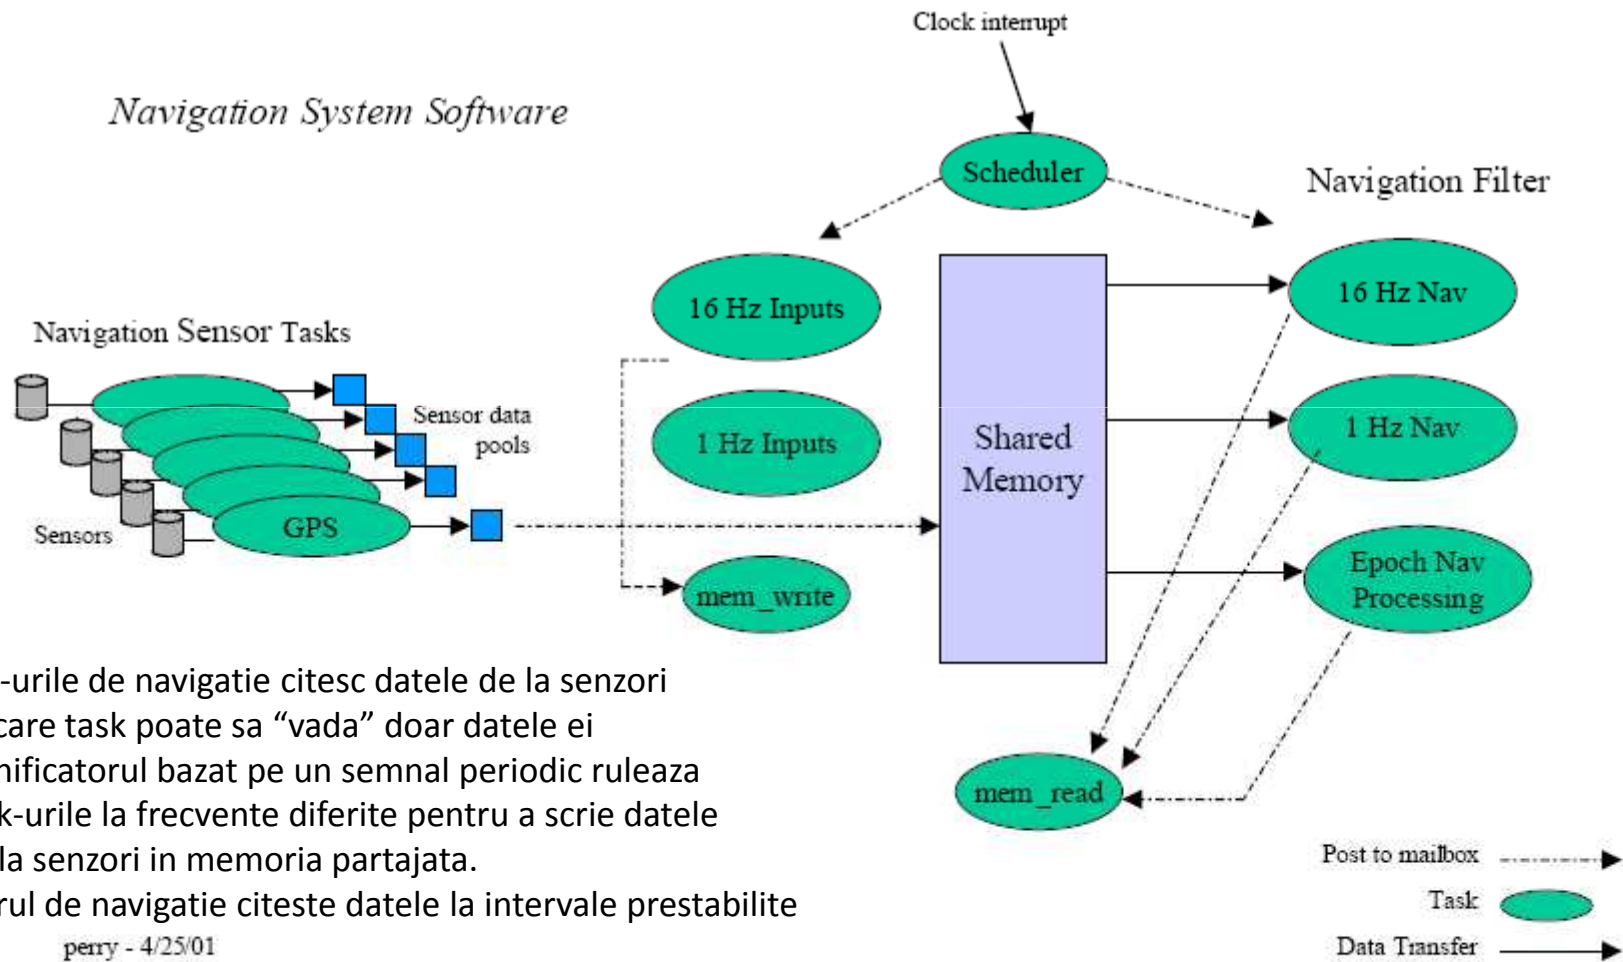 Clock interrupt
Navigation System Software
Scheduler
Navigation Filter
16 Hz Inputs
16 Hz Nav
Navigation Sensor Tasks
Sensor data
pools
1 Hz Inputs
Shared
Memory
1 Hz Nav
Sensors
GPS
mem_write
Epoch Nav
Processing
-urile de navigatie citesc datele de la senzori
care task poate sa “vada” doar datele ei
nificatorul bazat pe un semnal periodic ruleaza
k-urile la frecvente diferite pentru a scrie datele
la senzori in memoria partajata.
rul de navigatie citeste datele la intervale prestabilite
mem_read
Post to mailbox
Task
Data Transfer
perry - 4/25/01